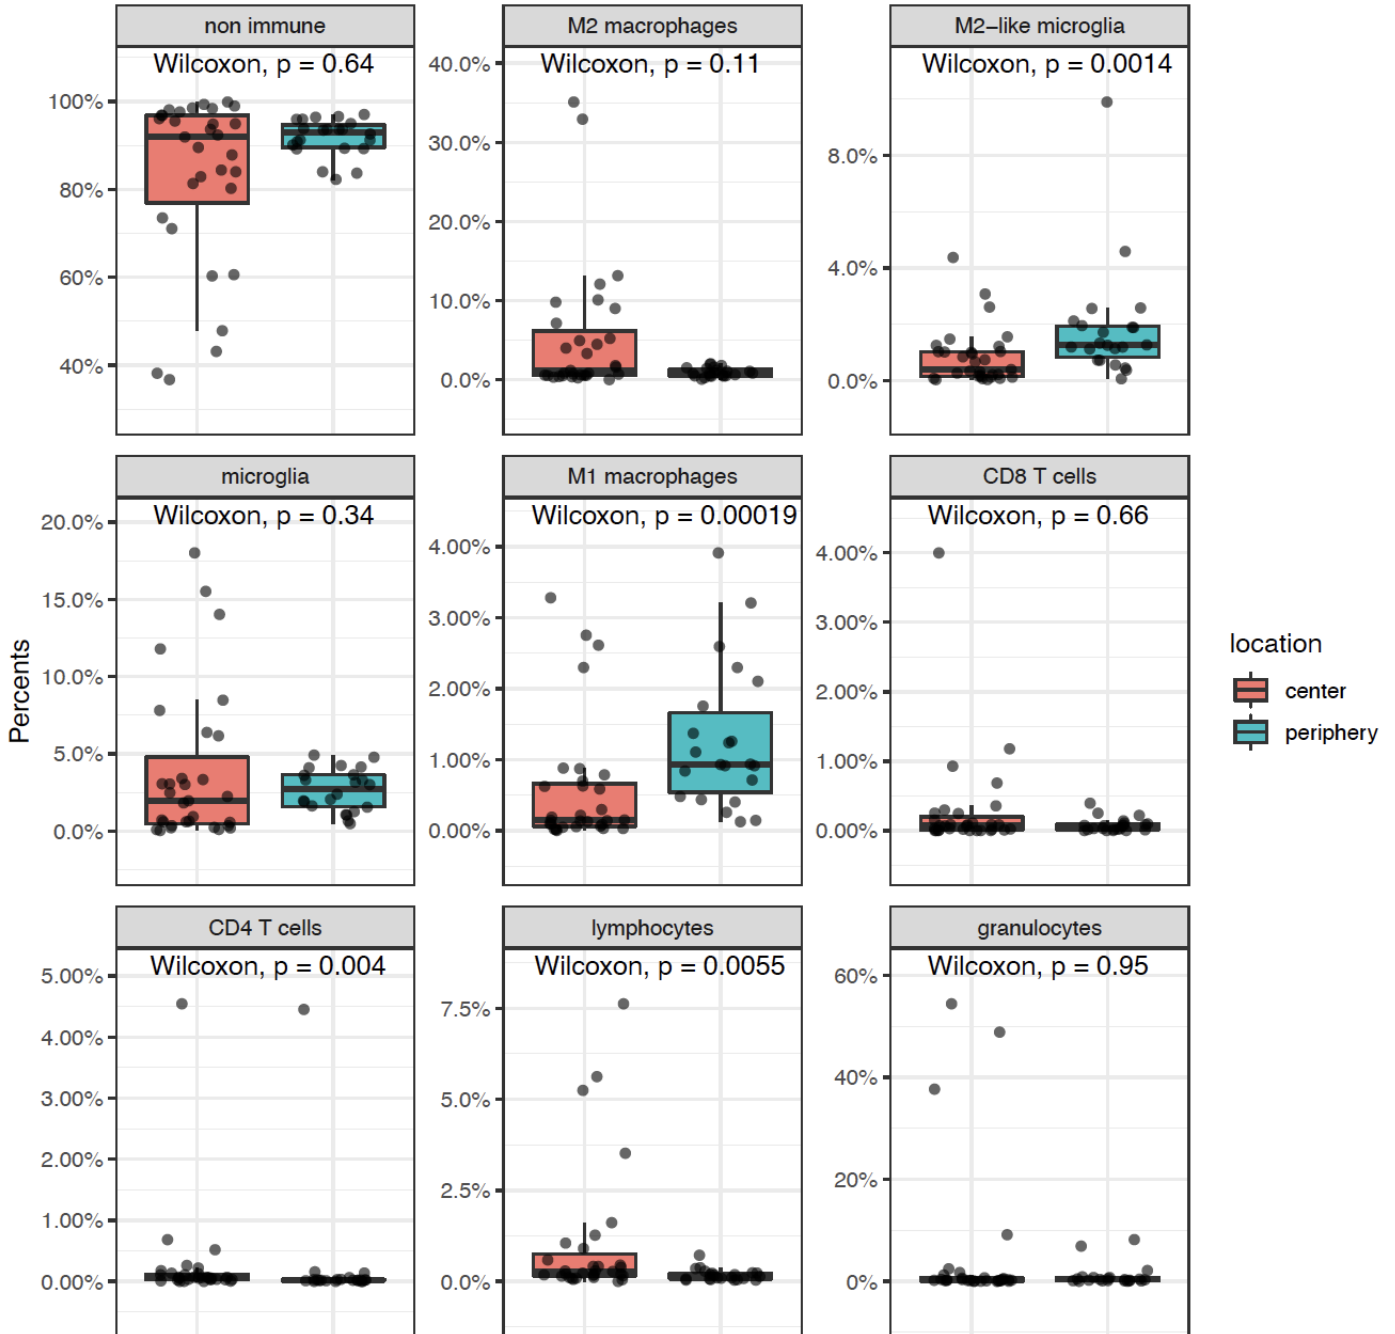 non immune
M2 macrophages
M2-like microglia
Wilcoxon, p = 0.64
Wilcoxon, p = 0.11
Wilcoxon, p = 0.0014
100%
80%
60%
40%
40.0%
30.0%
20.0%
10.0%
0.0%
8.0%
4.0%
0.0%
microglia
M1 macrophages
CD8 T cells
Wilcoxon, p = 0.34
Wilcoxon, p = 0.00019
Wilcoxon, p = 0.66
20.0%
15.0%
10.0%
5.0%
0.0%
4.00%
3.00%
2.00%
1.00%
0.00%
4.00%
3.00%
2.00%
1.00%
0.00%
Percents
location
center
periphery
CD4 T cells
lymphocytes
granulocytes
Wilcoxon, p = 0.004
Wilcoxon, p = 0.0055
Wilcoxon, p = 0.95
5.00%
4.00%
3.00%
2.00%
1.00%
0.00%
7.5%
5.0%
2.5%
0.0%
60%
40%
20%
0%